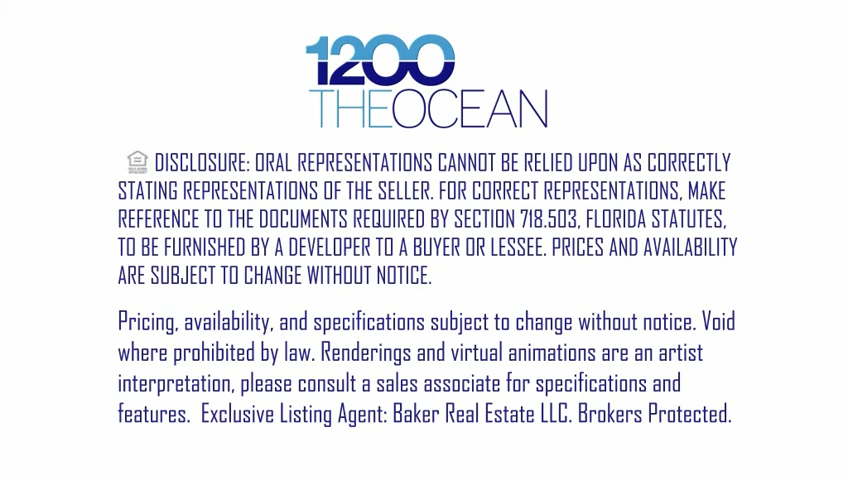 1200
THEOCEAN
DISCLOSURE: ORAL REPRESENTATIONS CANNOT BE RELIED UPON AS CORRECTLY
STATING REPRESENTATIONS OF THE SELLER. FOR CORRECT REPRESENTATIONS, MAKE
REFERENCE TO THE DOCUMENTS REQUIRED BY SECTION 718.503, FLORIDA STATUTES,
TO BE FURNISHED BY A DEVELOPER TO A BUYER OR LESSEE. PRICES AND AVAILABILITY
ARE SUBJECT TO CHANGE WITHOUT NOTICE.
Pricing, availability, and specifications subject to change without notice. Void
where prohibited by law. Renderings and virtual animations are an artist
interpretation, please consult a sales associate for specifications and
features.  Exclusive Listing Agent: Baker Real Estate LLC. Brokers Protected.